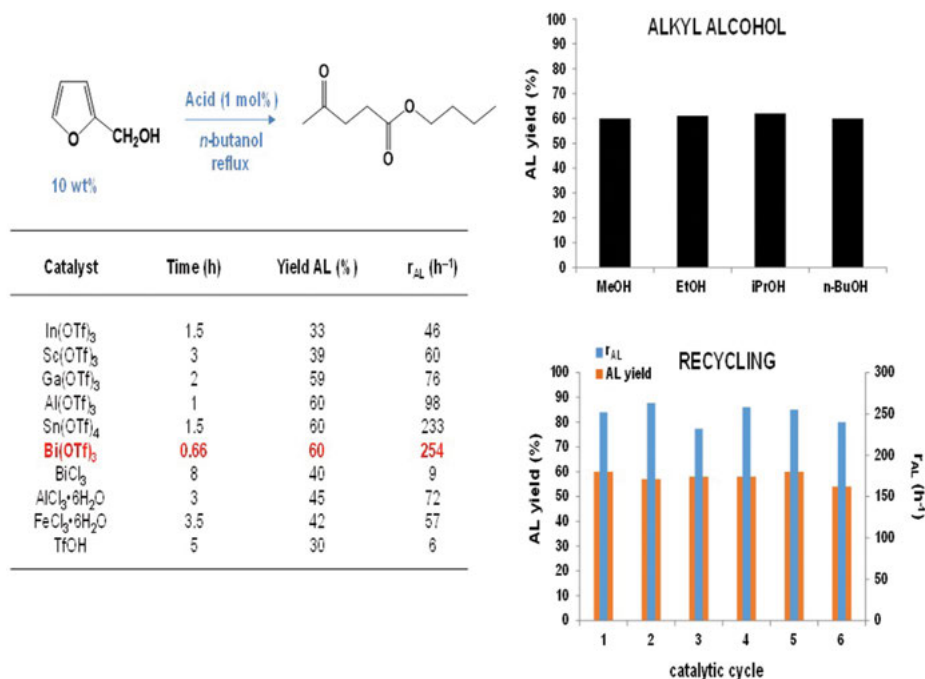 O
CH₂OH
10 wt%
Acid (1 mol%)
n-butanol
reflux
O
O
O
Catalyst Time (h) Yield AL (%) r_AL (h⁻¹)
In(OTf)₃ 1.5 33 46
Sc(OTf)₃ 3 39 60
Ga(OTf)₃ 2 59 76
Al(OTf)₃ 1 60 98
Sn(OTf)₄ 1.5 60 233
Bi(OTf)₃ 0.66 60 254
BiCl₃ 8 40 9
AlCl₃•6H₂O 3 45 72
FeCl₃•6H₂O 3.5 42 57
TfOH 5 30 6
ALKYL ALCOHOL
AL yield (%)
100
90
80
70
60
50
40
30
20
10
0
MeOH EtOH iPrOH n-BuOH
RECYCLING
r_AL
AL yield
AL yield (%)
100
90
80
70
60
50
40
30
20
10
0
300
250
200
150
100
50
0
r_AL (h⁻¹)
1 2 3 4 5 6
catalytic cycle